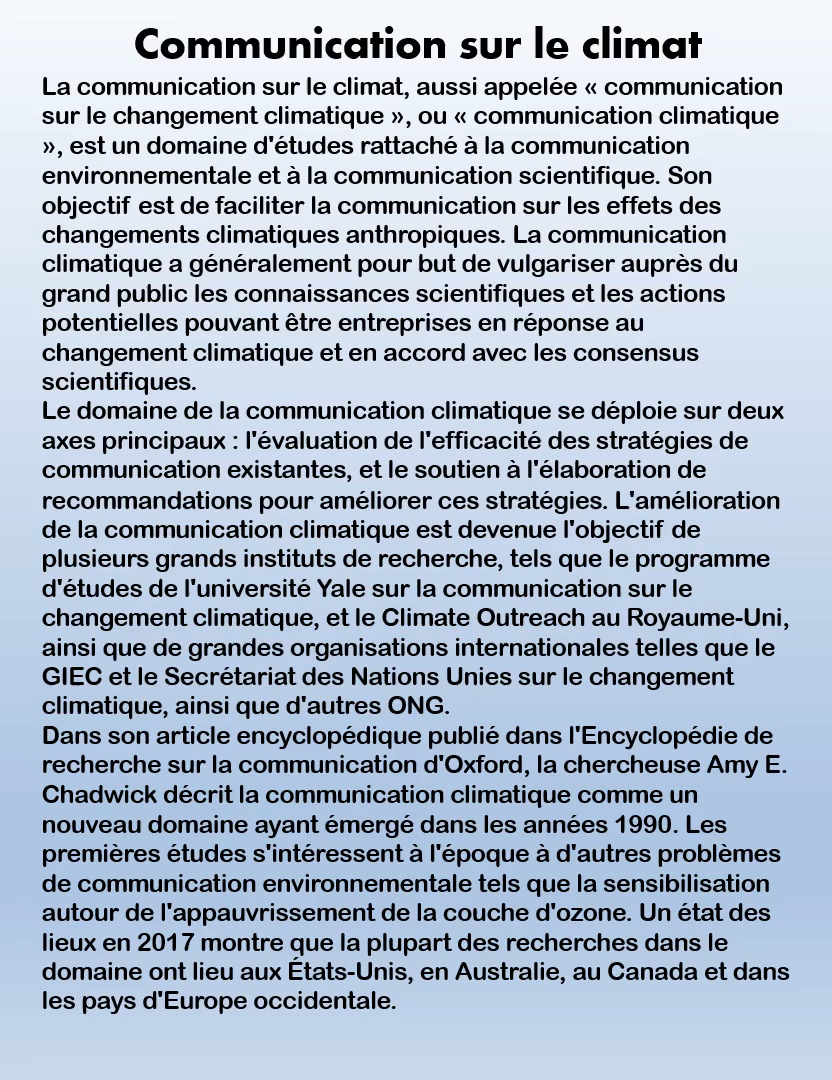 Communication sur le climat
La communication sur le climat, aussi appelée « communication
sur le changement climatique », ou « communication climatique
», est un domaine d'études rattaché à la communication
environnementale et à la communication scientifique. Son
objectif est de faciliter la communication sur les effets des
changements climatiques anthropiques. La communication
climatique a généralement pour but de vulgariser auprès du
grand public les connaissances scientifiques et les actions
potentielles pouvant être entreprises en réponse au
changement climatique et en accord avec les consensus
scientifiques.
Le domaine de la communication climatique se déploie sur deux
axes principaux : l'évaluation de l'efficacité des stratégies de
communication existantes, et le soutien à l'élaboration de
recommandations pour améliorer ces stratégies. L'amélioration
de la communication climatique est devenue l'objectif de
plusieurs grands instituts de recherche, tels que le programme
d'études de l'université Yale sur la communication sur le
changement climatique, et le Climate Outreach au Royaume-Uni,
ainsi que de grandes organisations internationales telles que le
GIEC et le Secrétariat des Nations Unies sur le changement
climatique, ainsi que d'autres ONG.
Dans son article encyclopédique publié dans l'Encyclopédie de
recherche sur la communication d'Oxford, la chercheuse Amy E.
Chadwick décrit la communication climatique comme un
nouveau domaine ayant émergé dans les années 1990. Les
premières études s'intéressent à l'époque à d'autres problèmes
de communication environnementale tels que la sensibilisation
autour de l'appauvrissement de la couche d'ozone. Un état des
lieux en 2017 montre que la plupart des recherches dans le
domaine ont lieu aux États-Unis, en Australie, au Canada et dans
les pays d'Europe occidentale.